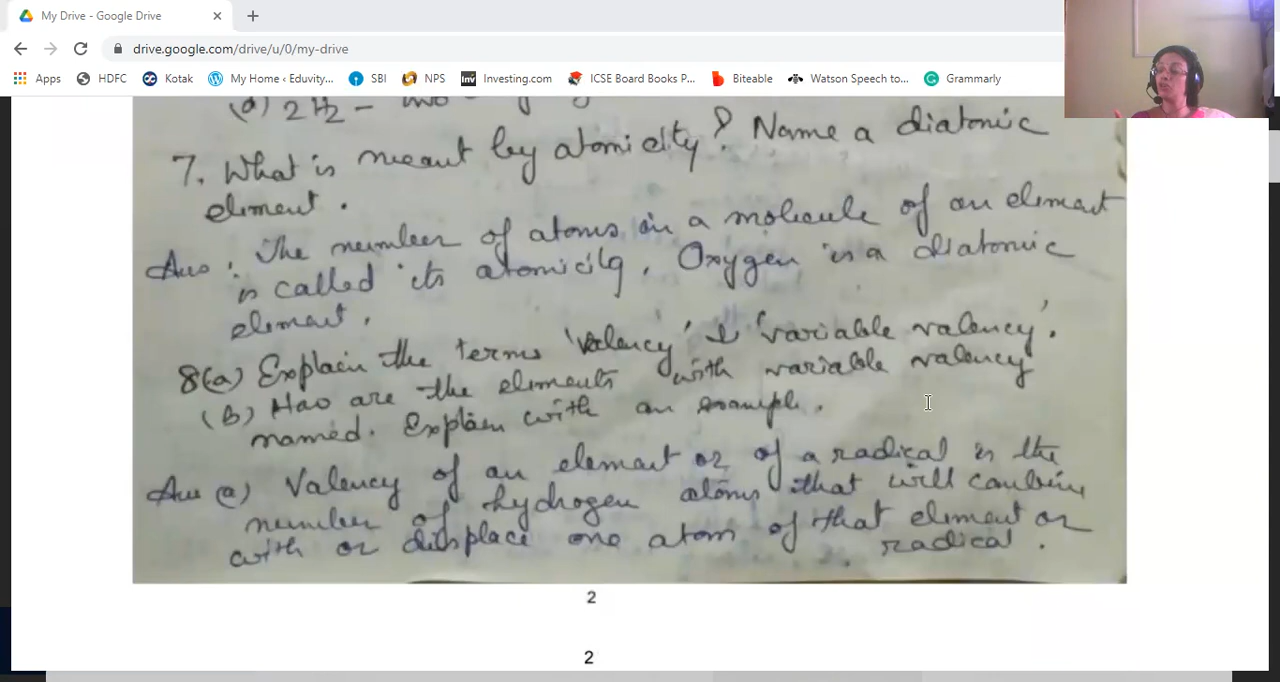 My Drive - Google Drive
drive.google.com/drive/u/0/my-drive
Apps HDFC Kotak My Home ‹ Eduvity... SBI NPS Inv Investing.com ICSE Board Books P... Biteable Watson Speech to... Grammarly
(d) 2H2 -
7. What is meant by atomicity? Name a diatomic
element.
Ans: The number of atoms in a molecule of an element
is called its atomicity. Oxygen is a diatomic
element.
8(a) Explain the terms 'Valency' & 'variable valency'.
(b) How are the elements with variable valency
named. Explain with an example.
Ans (a) Valency of an element or of a radical is the
number of hydrogen atoms that will combine
with or displace one atom of that element or
radical.
2
2